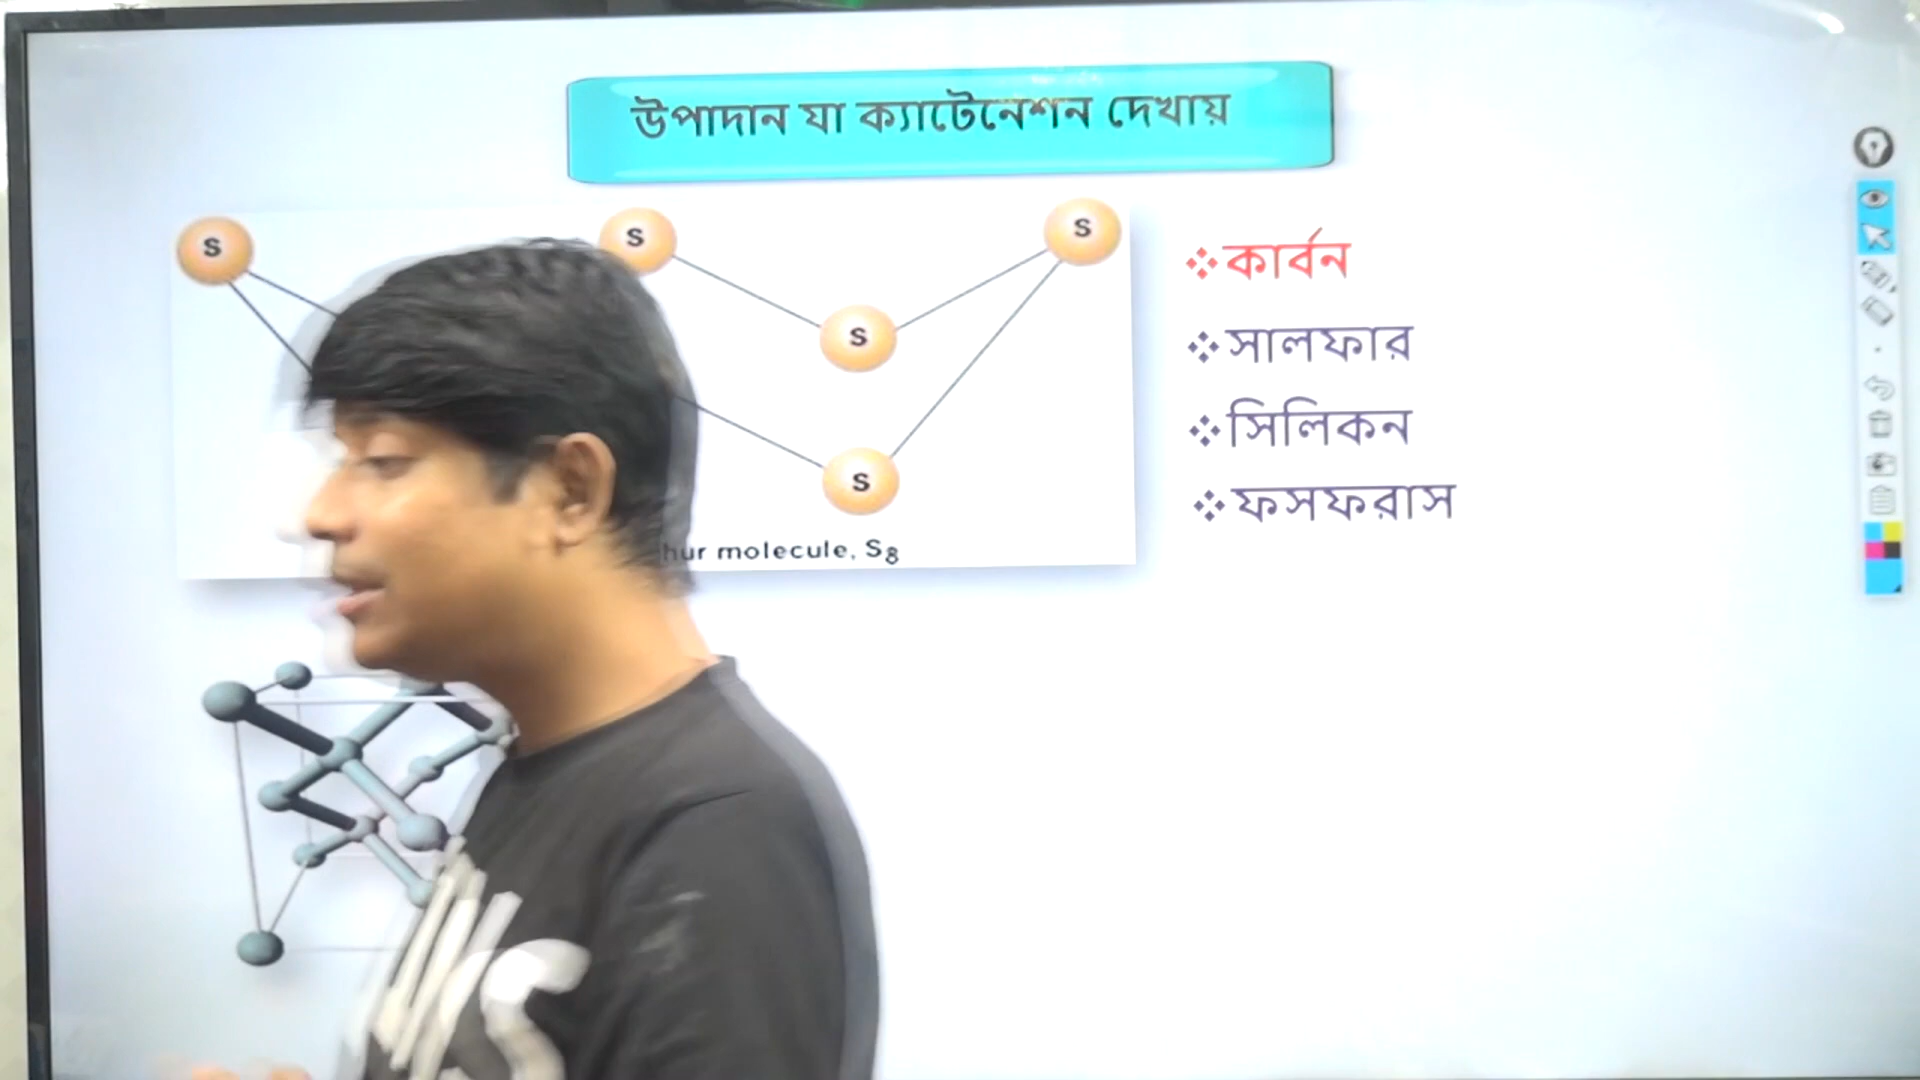 উপাদান যা ক্যাটেনেশন দেখায়
S
S
S
S
S
hur molecule, S8
কার্বন
সালফার
সিলিকন
ফসফরাস